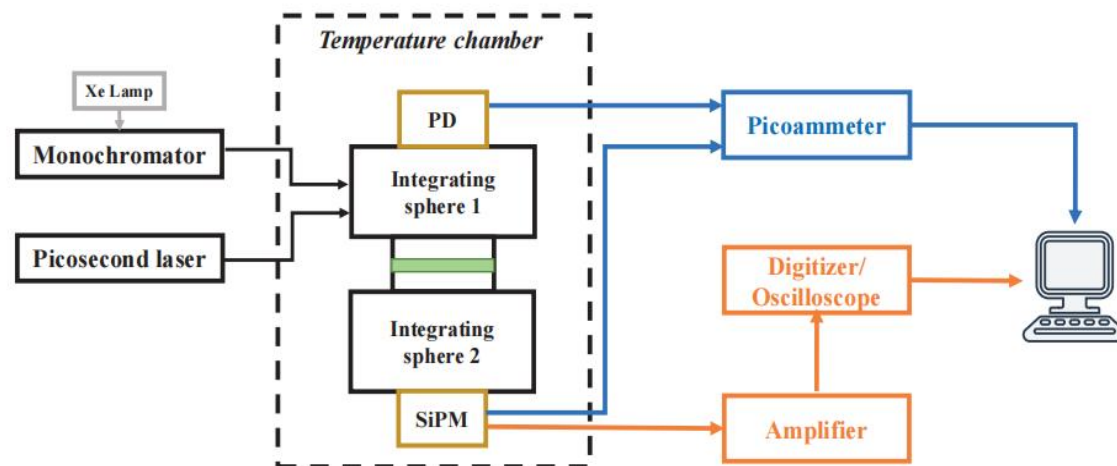 Temperature chamber
Xe Lamp
PD
Picoammeter
Monochromator
Integrating
sphere 1
Picosecond laser
Digitizer/
Oscilloscope
Integrating
sphere 2
SiPM
Amplifier